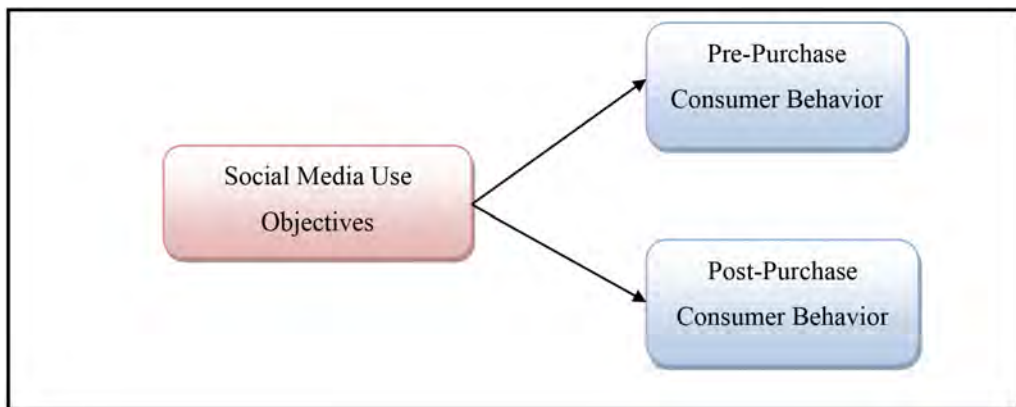 Pre-Purchase
Consumer Behavior
Social Media Use
Objectives
Post-Purchase
Consumer Behavior